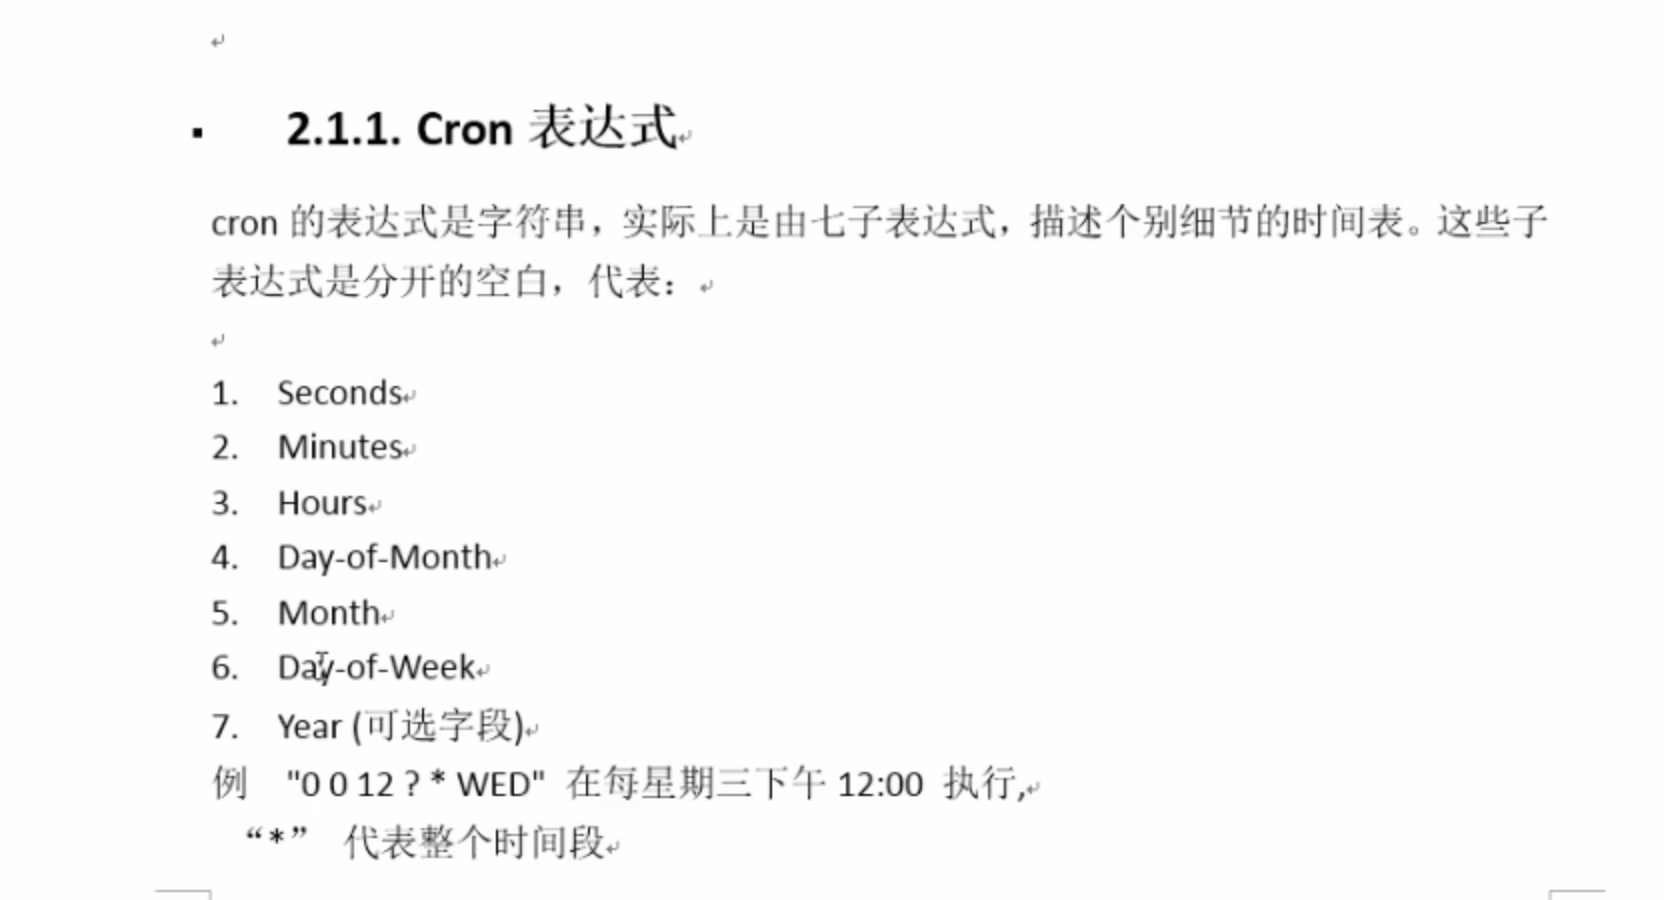 2.1.1. Cron 表达式
cron 的表达式是字符串，实际上是由七子表达式，描述个别细节的时间表。这些子
表达式是分开的空白，代表：
1. Seconds
2. Minutes
3. Hours
4. Day-of-Month
5. Month
6. Day-of-Week
7. Year (可选字段)
例 "0 0 12 ? * WED" 在每星期三下午 12:00 执行,
“*” 代表整个时间段